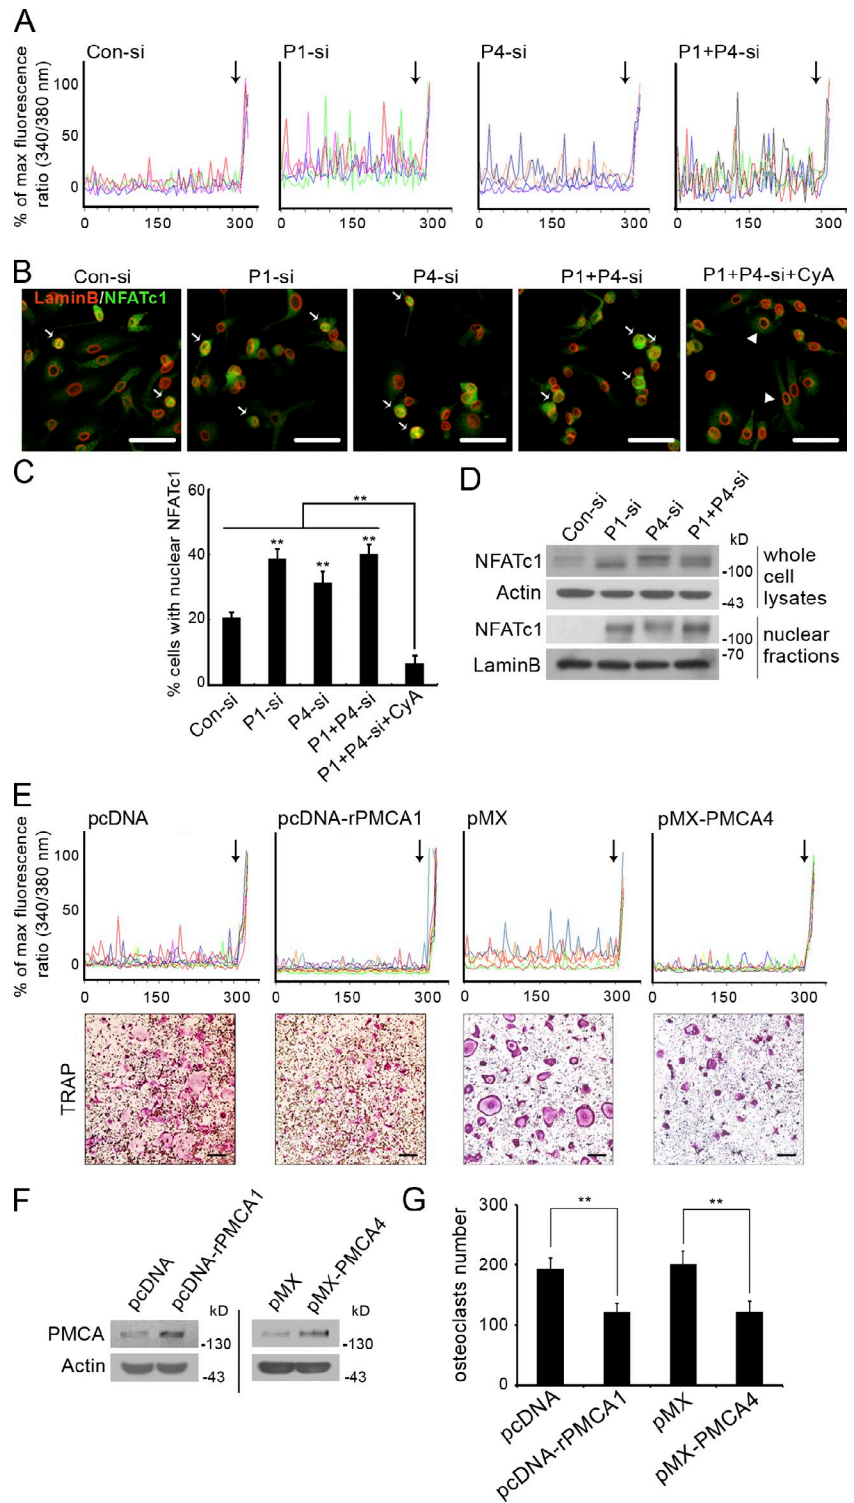 A
Con-si
P1-si
P4-si
P1+P4-si
% of max fluorescence
ratio (340/380 nm)
100
50
0
0 150 300
0 150 300
0 150 300
0 150 300
B
Con-si
P1-si
P4-si
P1+P4-si
P1+P4-si+CyA
LaminB/NFATc1
C
% cells with nuclear NFATc1
60
40
20
0
**
**
**
**
Con-si
P1-si
P4-si
P1+P4-si
P1+P4-si+CyA
D
Con-si
P1-si
P4-si
P1+P4-si
kD
NFATc1
-100
Actin
-43
whole
cell
lysates
NFATc1
-100
-70
LaminB
nuclear
fractions
E
pcDNA
pcDNA-rPMCA1
pMX
pMX-PMCA4
% of max fluorescence
ratio (340/380 nm)
100
50
0
0 150 300
0 150 300
0 150 300
0 150 300
TRAP
F
pcDNA
pcDNA-rPMCA1
kD
pMX
pMX-PMCA4
kD
PMCA
-130
-130
Actin
-43
-43
G
osteoclasts number
300
200
100
0
**
**
pcDNA
pcDNA-rPMCA1
pMX
pMX-PMCA4